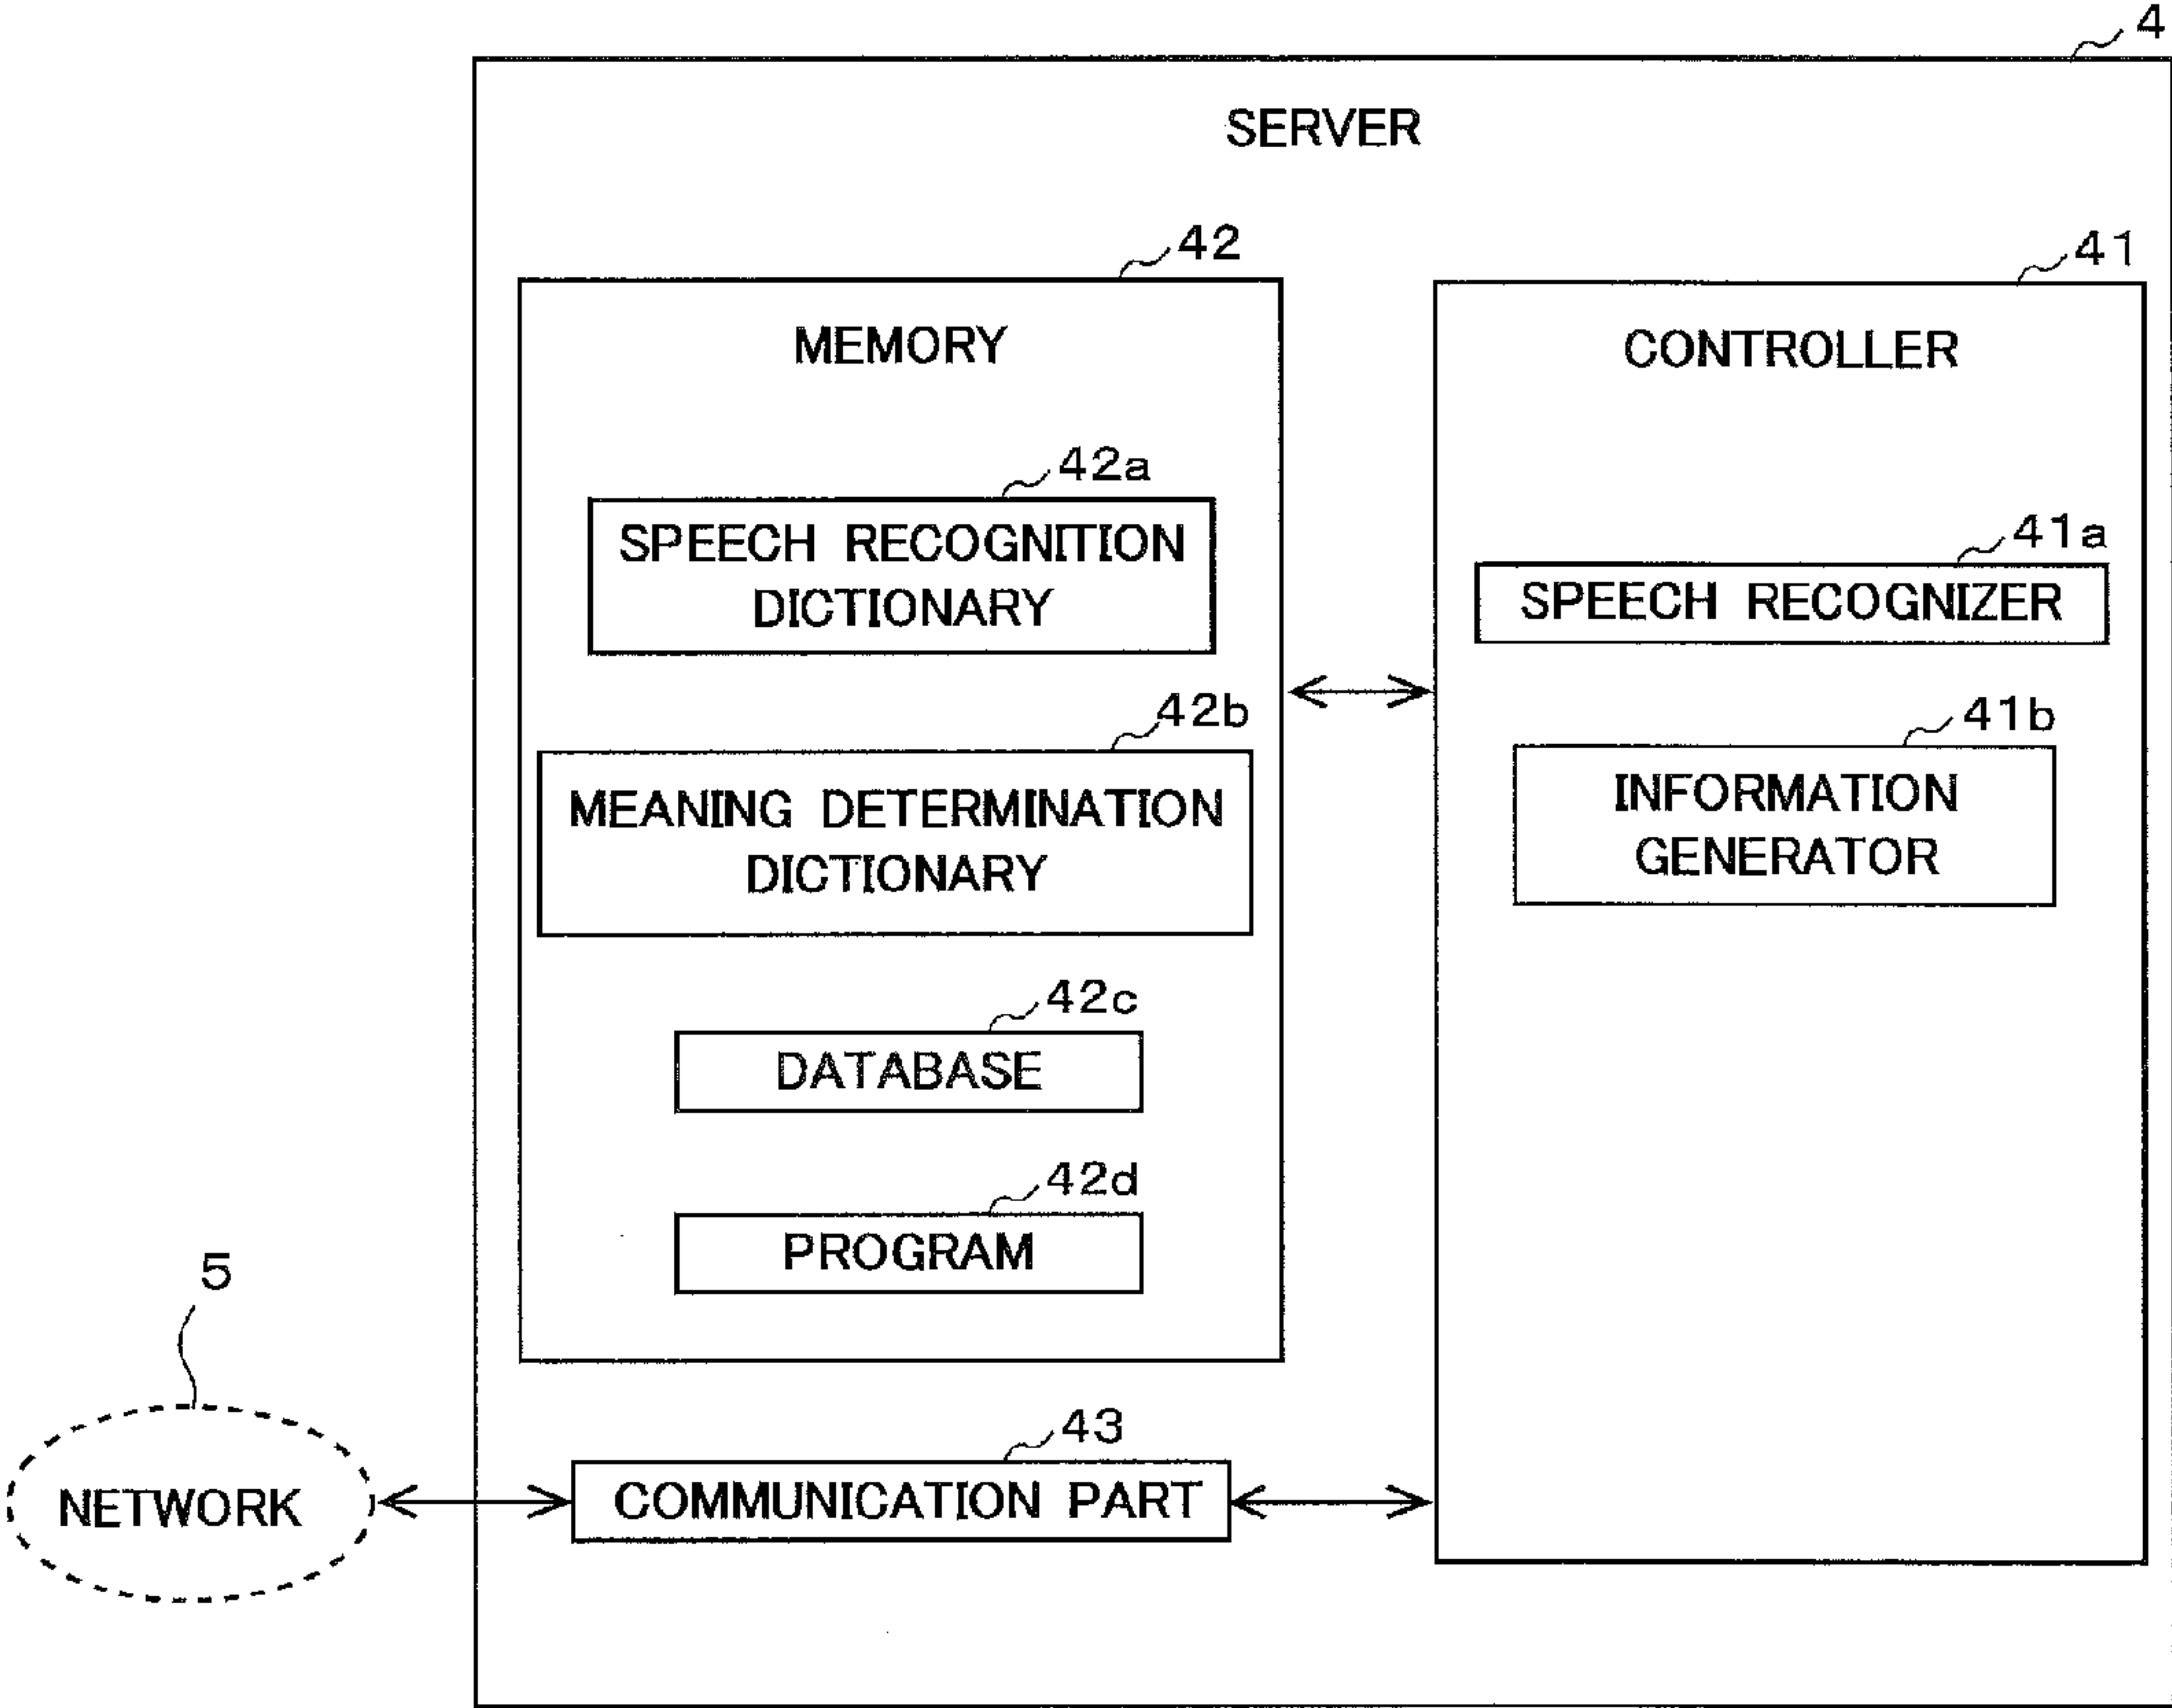 4
SERVER
42
MEMORY
42a
SPEECH RECOGNITION
DICTIONARY
42b
MEANING DETERMINATION
DICTIONARY
42c
DATABASE
42d
PROGRAM
41
CONTROLLER
41a
SPEECH RECOGNIZER
41b
INFORMATION
GENERATOR
5
NETWORK
43
COMMUNICATION PART